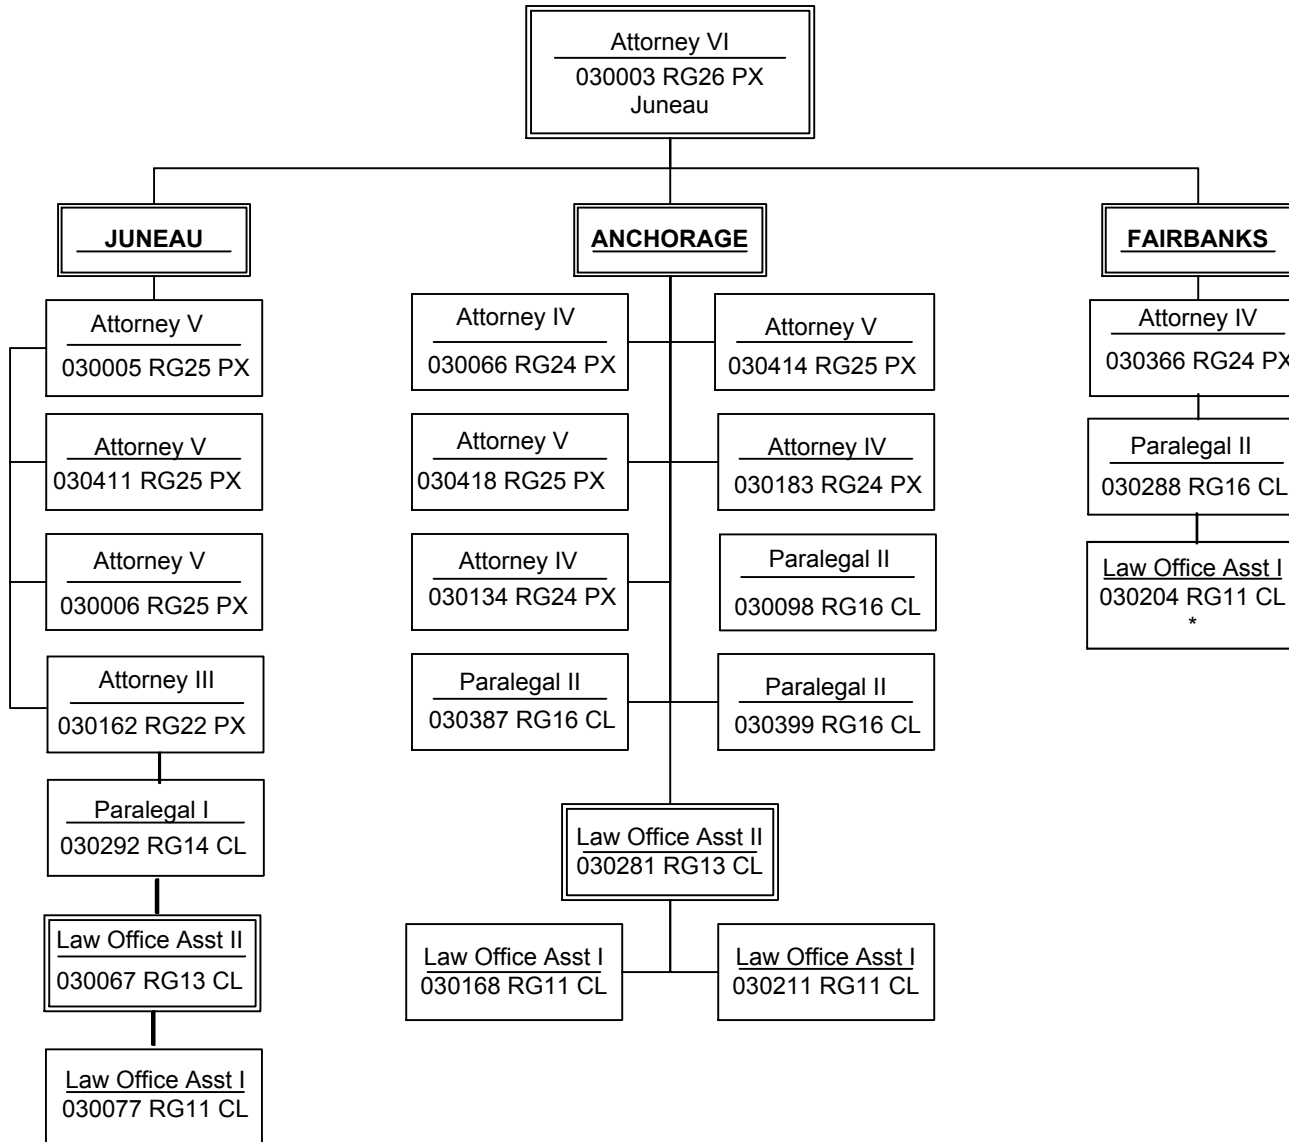 Attorney VI
030003 RG26 PX
Juneau
JUNEAU
Attorney V
030005 RG25 PX
Attorney V
030411 RG25 PX
Attorney V
030006 RG25 PX
Attorney III
030162 RG22 PX
Paralegal I
030292 RG14 CL
Law Office Asst II
030067 RG13 CL
Law Office Asst I
030077 RG11 CL
ANCHORAGE
Attorney IV
030066 RG24 PX
Attorney V
030414 RG25 PX
Attorney V
030418 RG25 PX
Attorney IV
030183 RG24 PX
Attorney IV
030134 RG24 PX
Paralegal II
030098 RG16 CL
Paralegal II
030387 RG16 CL
Paralegal II
030399 RG16 CL
Law Office Asst II
030281 RG13 CL
Law Office Asst I
030168 RG11 CL
Law Office Asst I
030211 RG11 CL
FAIRBANKS
Attorney IV
030366 RG24 PX
Paralegal II
030288 RG16 CL
Law Office Asst I
030204 RG11 CL
*